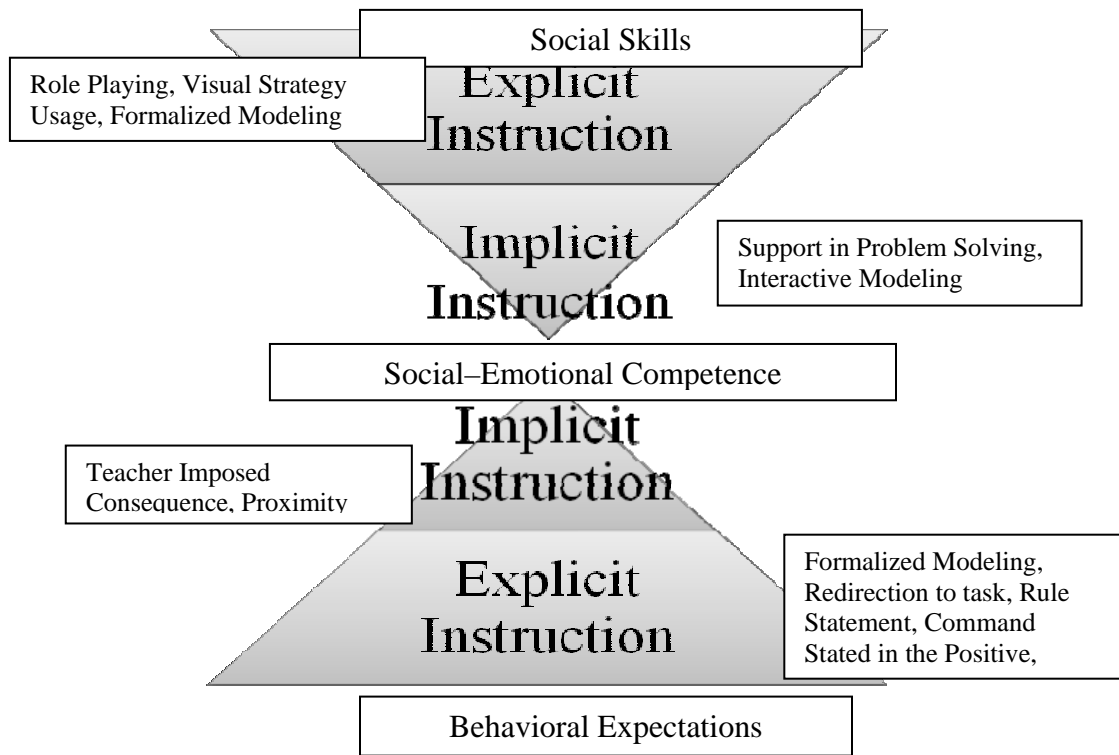 Social Skills
Role Playing, Visual Strategy
Usage, Formalized Modeling
Explicit
Instruction
Implicit
Instruction
Support in Problem Solving,
Interactive Modeling
Social–Emotional Competence
Implicit
Instruction
Teacher Imposed
Consequence, Proximity
Explicit
Instruction
Formalized Modeling,
Redirection to task, Rule
Statement, Command
Stated in the Positive,
Behavioral Expectations